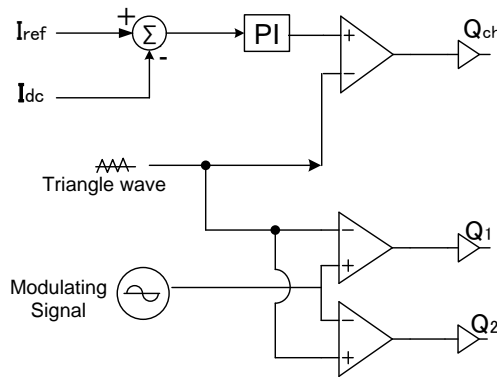 Iref
+
Σ
-
PI
+
-
Qch
Idc
Triangle wave
-
+
Q1
Modulating
Signal
-
+
Q2